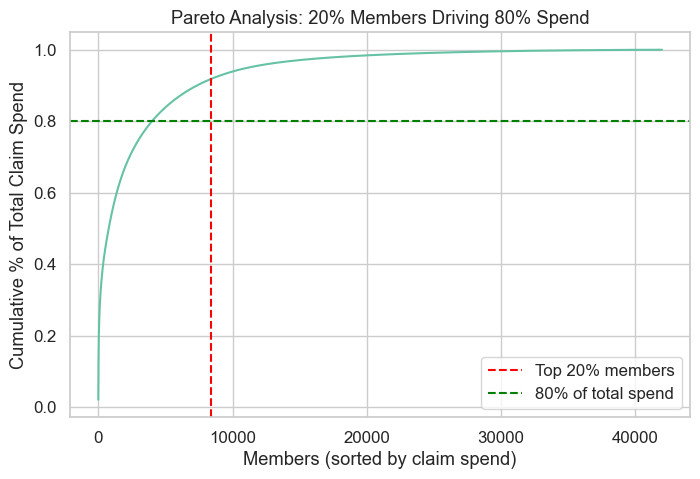 Pareto Analysis: 20% Members Driving 80% Spend
Cumulative % of Total Claim Spend
1.0
0.8
0.6
0.4
0.2
0.0
Top 20% members
80% of total spend
0 10000 20000 30000 40000
Members (sorted by claim spend)